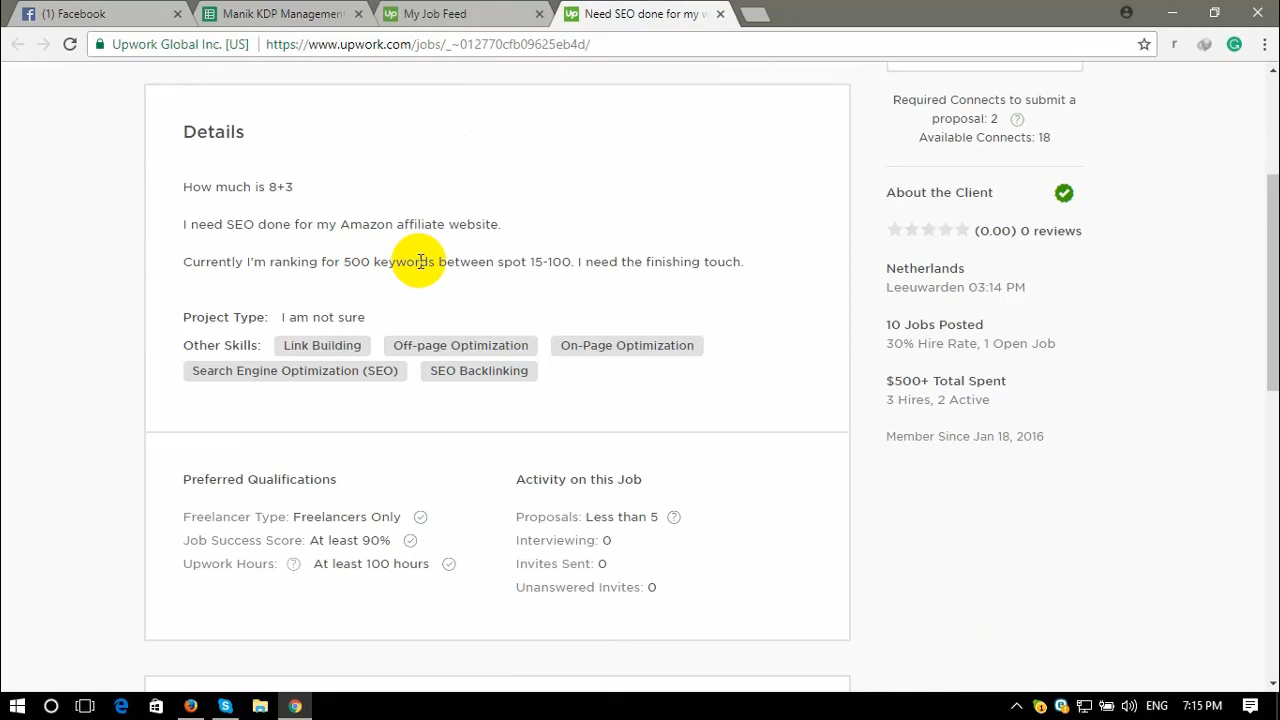 (1) Facebook
Manik KDP Management
My Job Feed
Need SEO done for my w
Upwork Global Inc. [US]
https://www.upwork.com/jobs/_~012770cfb09625eb4d/
r
Details
How much is 8+3
I need SEO done for my Amazon affiliate website.
Currently I'm ranking for 500 keywords between spot 15-100. I need the finishing touch.
Project Type: I am not sure
Other Skills: Link Building Off-page Optimization On-Page Optimization
Search Engine Optimization (SEO) SEO Backlinking
Preferred Qualifications
Freelancer Type: Freelancers Only
Job Success Score: At least 90%
Upwork Hours: ? At least 100 hours
Activity on this Job
Proposals: Less than 5 ?
Interviewing: 0
Invites Sent: 0
Unanswered Invites: 0
Required Connects to submit a
proposal: 2 ?
Available Connects: 18
About the Client
(0.00) 0 reviews
Netherlands
Leeuwarden 03:14 PM
10 Jobs Posted
30% Hire Rate, 1 Open Job
$500+ Total Spent
3 Hires, 2 Active
Member Since Jan 18, 2016
ENG
7:15 PM